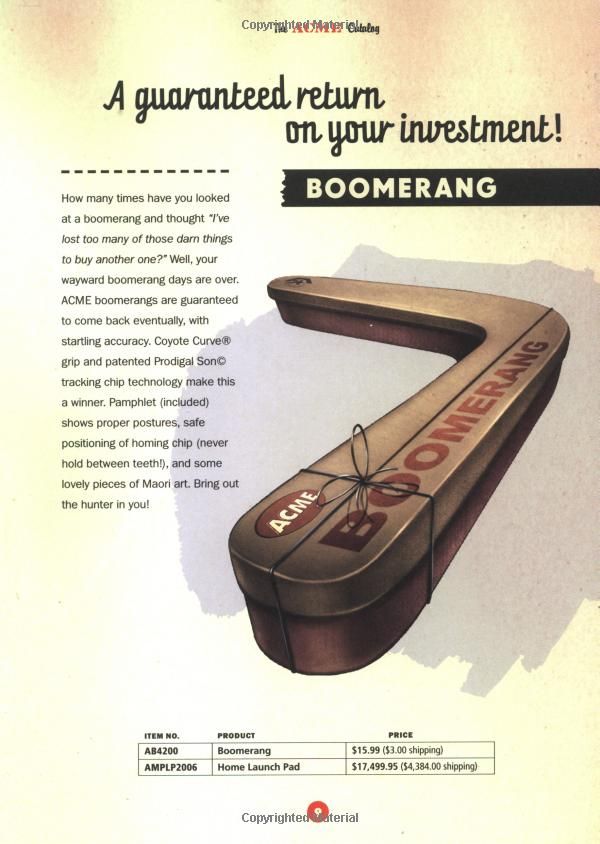 Copyrighted Material
The ACME Catalog
A guaranteed return
on your investment!
BOOMERANG
How many times have you looked
at a boomerang and thought "I've
lost too many of those darn things
to buy another one?" Well, your
wayward boomerang days are over.
ACME boomerangs are guaranteed
to come back eventually, with
startling accuracy. Coyote Curve®
grip and patented Prodigal Son©
tracking chip technology make this
a winner. Pamphlet (included)
shows proper postures, safe
positioning of homing chip (never
hold between teeth!), and some
lovely pieces of Maori art. Bring out
the hunter in you!
BOOMERANG
ACME
ITEM NO. PRODUCT PRICE
AB4200 Boomerang $15.99 ($3.00 shipping)
AMPLP2006 Home Launch Pad $17,499.95 ($4,384.00 shipping)
Copyrighted Material